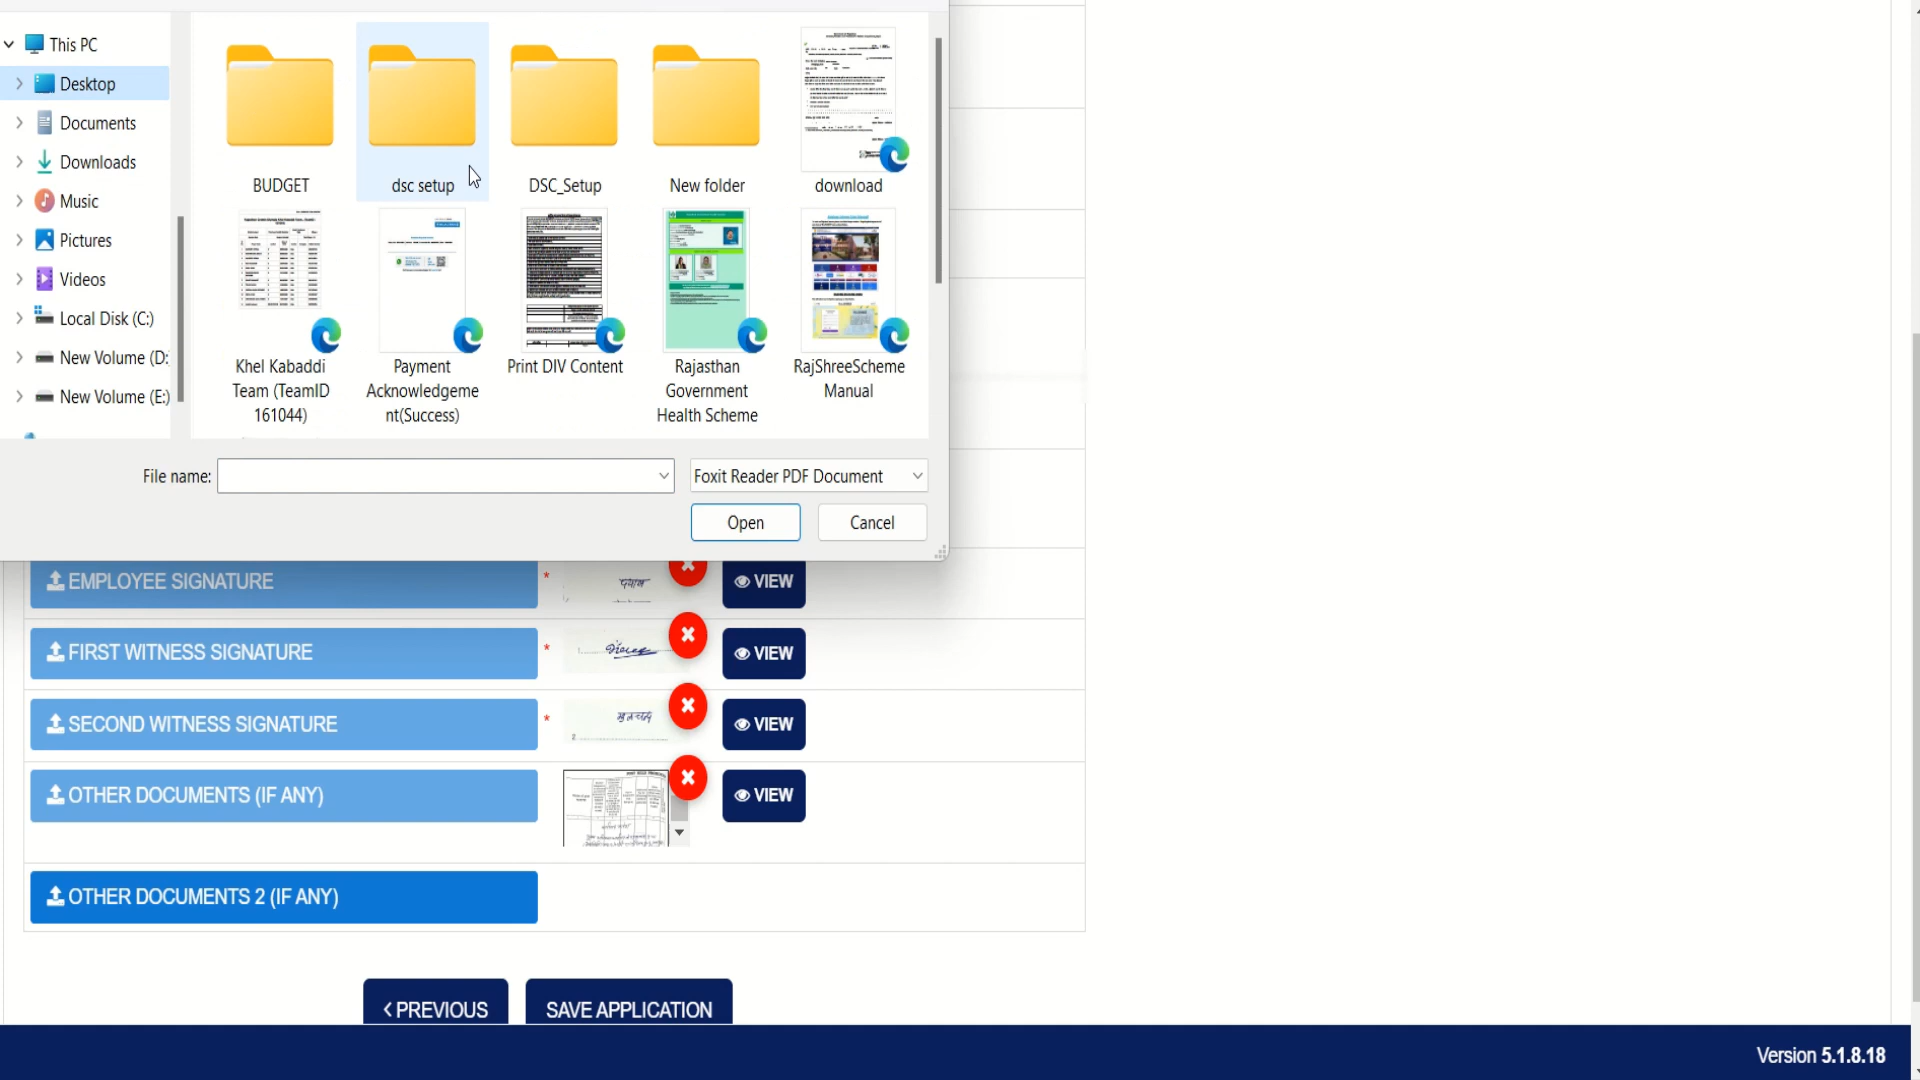 This PC
Desktop
Documents
Downloads
Music
Pictures
Videos
Local Disk (C:)
New Volume (D:
New Volume (E:)
BUDGET
dsc setup
DSC_Setup
New folder
download
Khel Kabaddi
Team (TeamID
161044)
Payment
Acknowledgeme
nt(Success)
Print DIV Content
Rajasthan
Government
Health Scheme
RajShreeScheme
Manual
File name:
Foxit Reader PDF Document
Open
Cancel
EMPLOYEE SIGNATURE * VIEW
FIRST WITNESS SIGNATURE * VIEW
SECOND WITNESS SIGNATURE * VIEW
OTHER DOCUMENTS (IF ANY) VIEW
OTHER DOCUMENTS 2 (IF ANY)
PREVIOUS
SAVE APPLICATION
Version 5.1.8.18